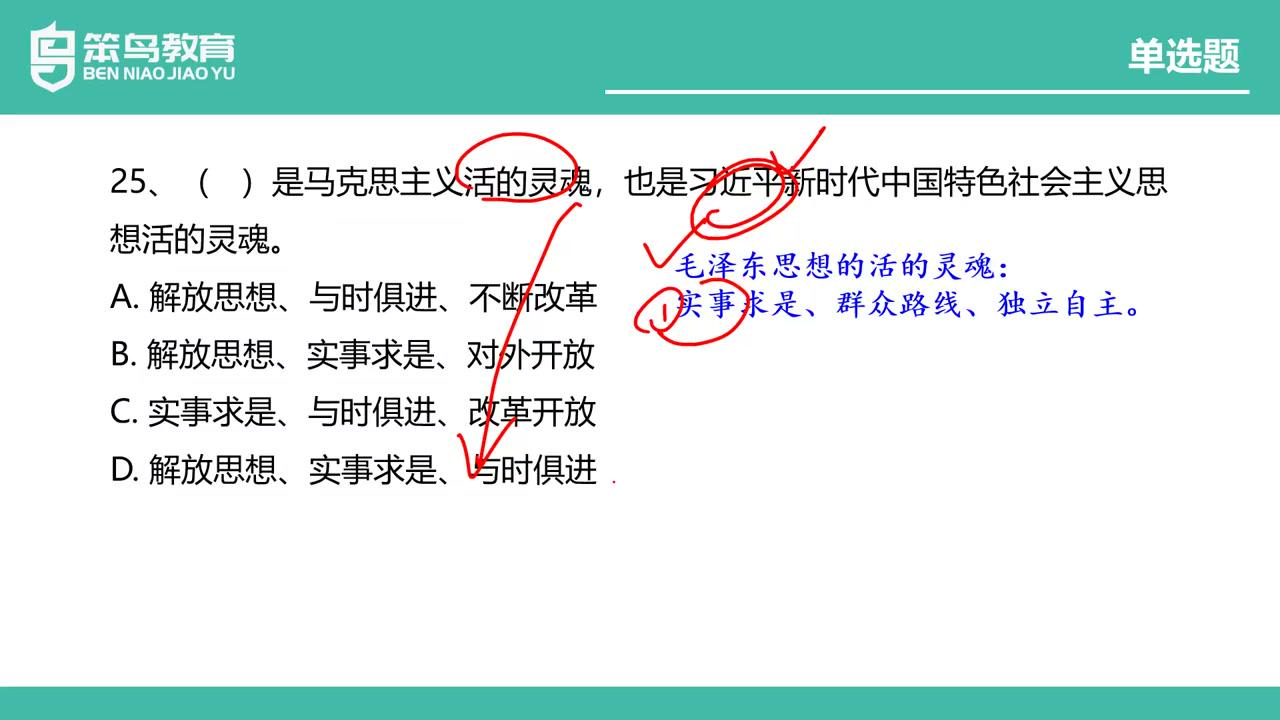 笨鸟教育
BEN NIAO JIAO YU
单选题
25、（ ）是马克思主义活的灵魂，也是习近平新时代中国特色社会主义思
想活的灵魂。
毛泽东思想的活的灵魂：
实事求是、群众路线、独立自主。
A. 解放思想、与时俱进、不断改革
B. 解放思想、实事求是、对外开放
C. 实事求是、与时俱进、改革开放
D. 解放思想、实事求是、与时俱进